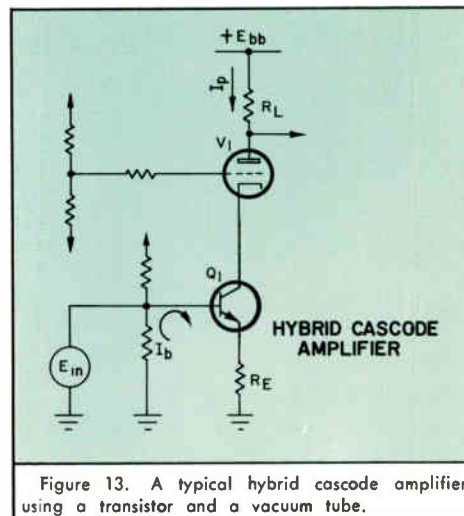 +Ebb
Ip
RL
V1
Q1
HYBRID CASCODE
AMPLIFIER
Ib
Ein
RE
Figure 13. A typical hybrid cascode amplifier
using a transistor and a vacuum tube.